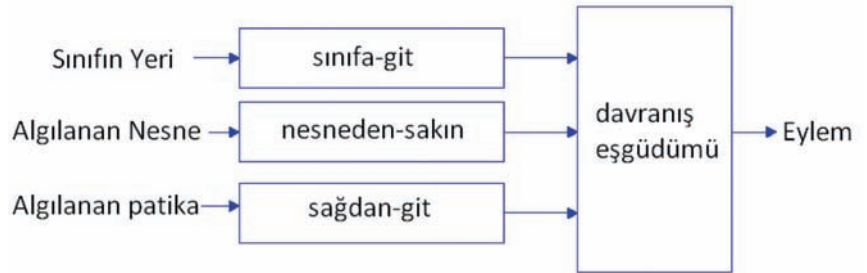 Sınıfın Yeri
sınıfa-git
Algılanan Nesne
nesneden-sakın
Algılanan patika
sağdan-git
davranış
eşgüdümü
Eylem